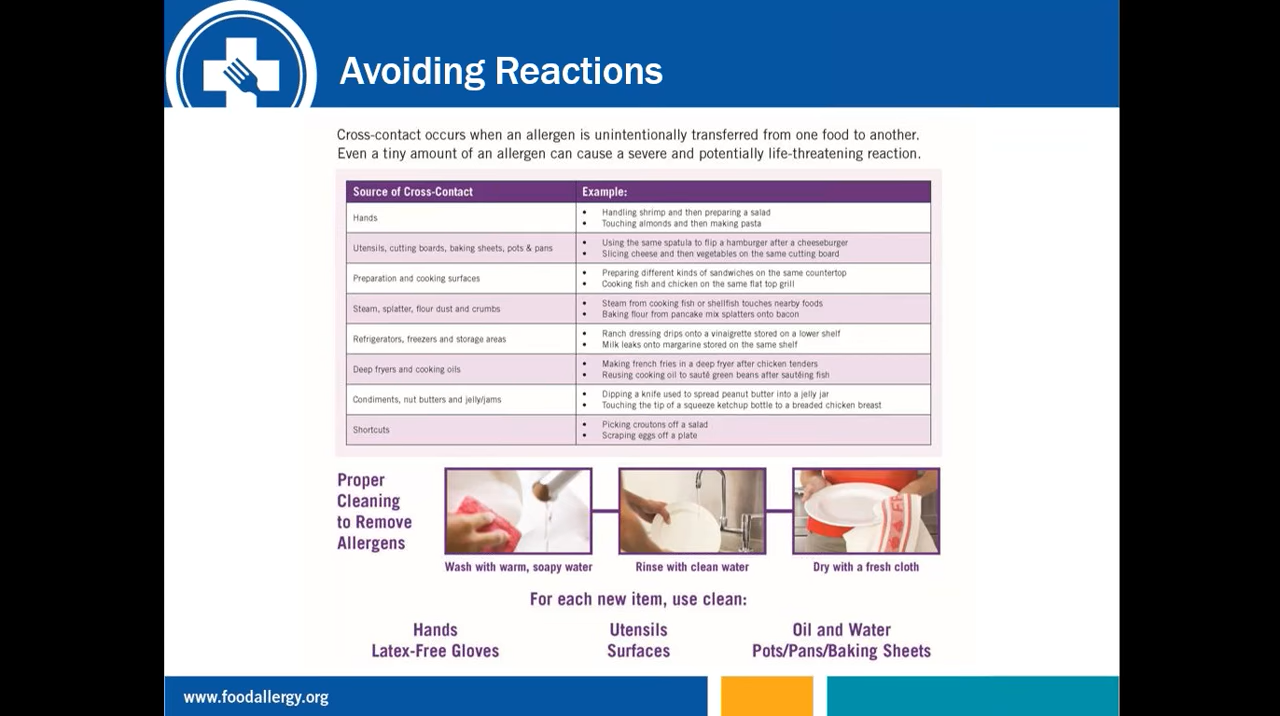 Avoiding Reactions
Cross-contact occurs when an allergen is unintentionally transferred from one food to another.
Even a tiny amount of an allergen can cause a severe and potentially life-threatening reaction.
Source of Cross-Contact
Example:
Hands
• Handling shrimp and then preparing a salad
• Touching almonds and then making pasta
Utensils, cutting boards, baking sheets, pots & pans
• Using the same spatula to flip a hamburger after a cheeseburger
• Slicing cheese and then vegetables on the same cutting board
Preparation and cooking surfaces
• Preparing different kinds of sandwiches on the same countertop
• Cooking fish and chicken on the same flat top grill
Steam, splatter, flour dust and crumbs
• Steam from cooking fish or shellfish touches nearby foods
• Baking flour from pancake mix splatters onto bacon
Refrigerators, freezers and storage areas
• Ranch dressing drips onto a vinaigrette stored on a lower shelf
• Milk leaks onto margarine stored on the same shelf
Deep fryers and cooking oils
• Making french fries in a deep fryer after chicken tenders
• Reusing cooking oil to sauté green beans after sautéing fish
Condiments, nut butters and jelly/jams
• Dipping a knife used to spread peanut butter into a jelly jar
• Touching the tip of a squeeze ketchup bottle to a breaded chicken breast
Shortcuts
• Picking croutons off a salad
• Scraping eggs off a plate
Proper
Cleaning
to Remove
Allergens
Wash with warm, soapy water
Rinse with clean water
Dry with a fresh cloth
For each new item, use clean:
Hands
Latex-Free Gloves
Utensils
Surfaces
Oil and Water
Pots/Pans/Baking Sheets
www.foodallergy.org